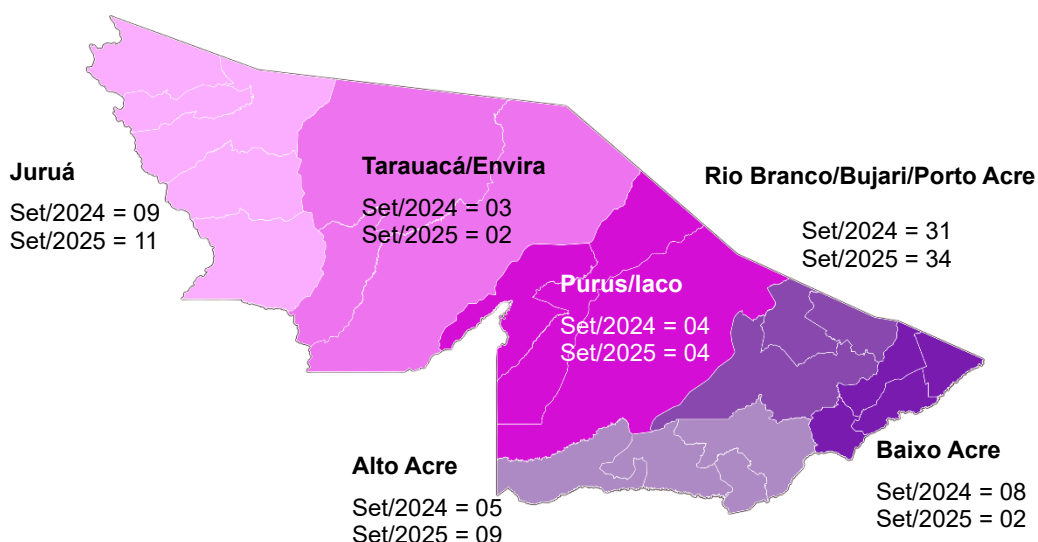 Juruá
Set/2024 = 09
Set/2025 = 11
Tarauacá/Envira
Set/2024 = 03
Set/2025 = 02
Rio Branco/Bujari/Porto Acre
Set/2024 = 31
Set/2025 = 34
Purus/Iaco
Set/2024 = 04
Set/2025 = 04
Alto Acre
Set/2024 = 05
Set/2025 = 09
Baixo Acre
Set/2024 = 08
Set/2025 = 02